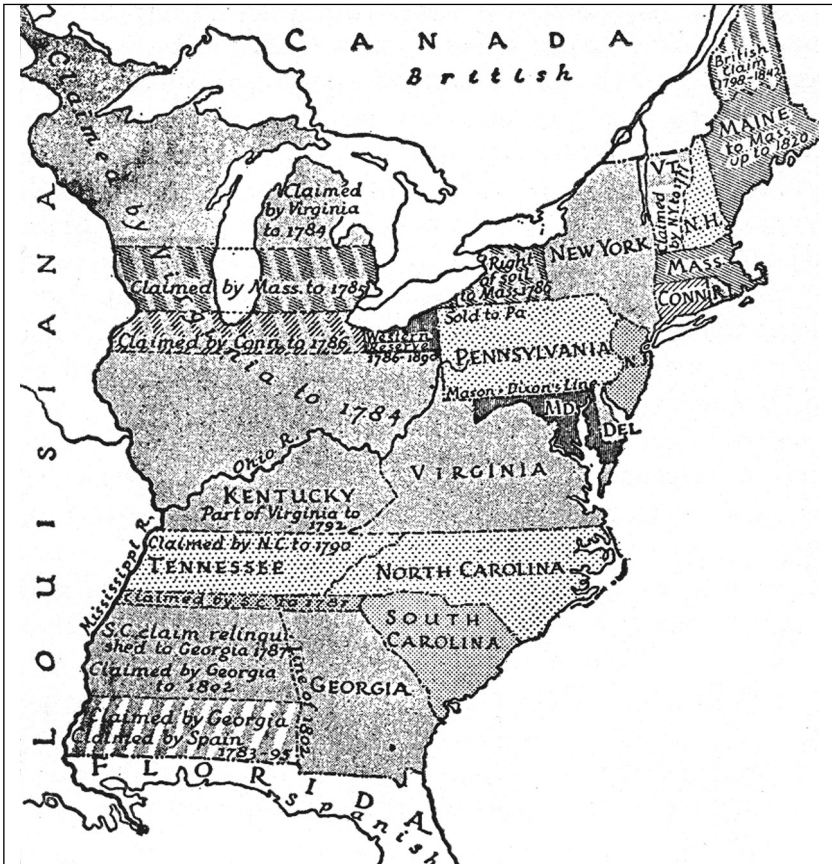 CANADA
British
British
Claim
1798-1842
MAINE
to Mass.
up to 1820
VT.
Claimed
by N.Y. to 1777
N.H.
NEW YORK
MASS.
CONN.
R.I.
Claimed by Virginia to 1784
Claimed
by Virginia
to 1784
Claimed by Mass. to 1785
Claimed by Conn. to 1786
Western
Reserve
Right
of soil
to Mass. 1786
Sold to Pa
PENNSYLVANIA
N.J.
Mason & Dixon's Line
MD.
DEL.
Ohio R.
VIRGINIA
KENTUCKY
Part of Virginia to
1792
Claimed by N.C. to 1790
TENNESSEE
NORTH CAROLINA
Claimed by S.C. to 1787
SOUTH
CAROLINA
S.C. claim relinqui-
shed to Georgia 1787
Claimed by Georgia
to 1802
Line of 1802
GEORGIA
Claimed by Georgia
Claimed by Spain
1783-95
Mississippi R.
LOUISIANA
FLORIDA
Spanish